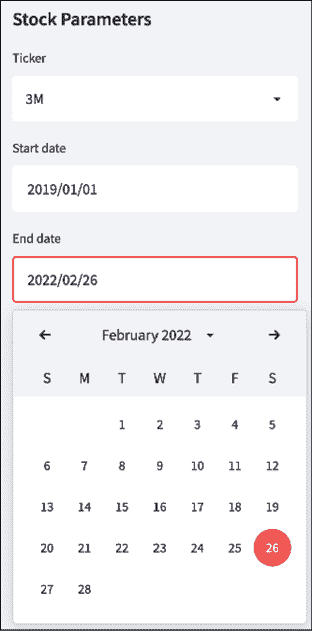 Stock Parameters
Ticker
3M
Start date
2019/01/01
End date
2022/02/26
February 2022
S M T W T F S
1 2 3 4 5
6 7 8 9 10 11 12
13 14 15 16 17 18 19
20 21 22 23 24 25 26
27 28